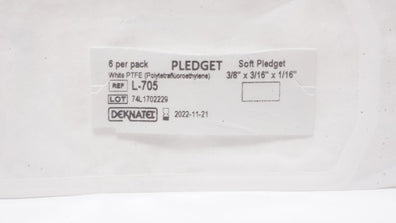 6 per pack PLEDGET Soft Pledget
White PTFE (Polytetrafluoroethylene) 3/8" x 3/16" x 1/16"
REF L-705
LOT 74L1702229
DEKNATEL 2022-11-21